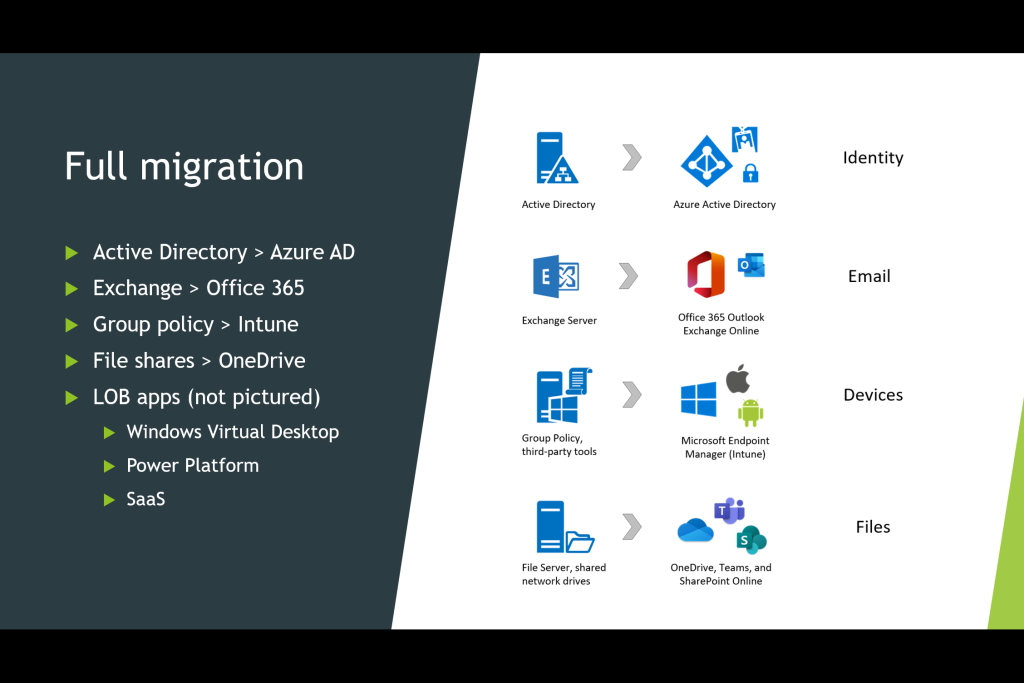 Full migration
Active Directory > Azure AD
Exchange > Office 365
Group policy > Intune
File shares > OneDrive
LOB apps (not pictured)
Windows Virtual Desktop
Power Platform
SaaS
Active Directory
Azure Active Directory
Identity
E
O
Exchange Server
Office 365 Outlook
Exchange Online
Email
Group Policy,
third-party tools
Microsoft Endpoint
Manager (Intune)
Devices
T
S
File Server, shared
network drives
OneDrive, Teams, and
SharePoint Online
Files